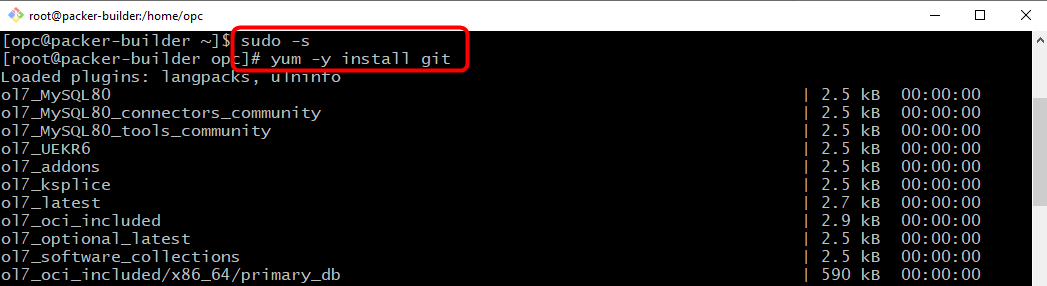 root@packer-builder:/home/opc
[opc@packer-builder ~]$ sudo -s
[root@packer-builder opc]# yum -y install git
Loaded plugins: langpacks, ulninfo
ol7_MySQL80 | 2.5 kB 00:00:00
ol7_MySQL80_connectors_community | 2.5 kB 00:00:00
ol7_MySQL80_tools_community | 2.5 kB 00:00:00
ol7_UEKR6 | 2.5 kB 00:00:00
ol7_addons | 2.5 kB 00:00:00
ol7_ksplice | 2.5 kB 00:00:00
ol7_latest | 2.7 kB 00:00:00
ol7_oci_included | 2.9 kB 00:00:00
ol7_optional_latest | 2.5 kB 00:00:00
ol7_software_collections | 2.5 kB 00:00:00
ol7_oci_included/x86_64/primary_db | 590 kB 00:00:00